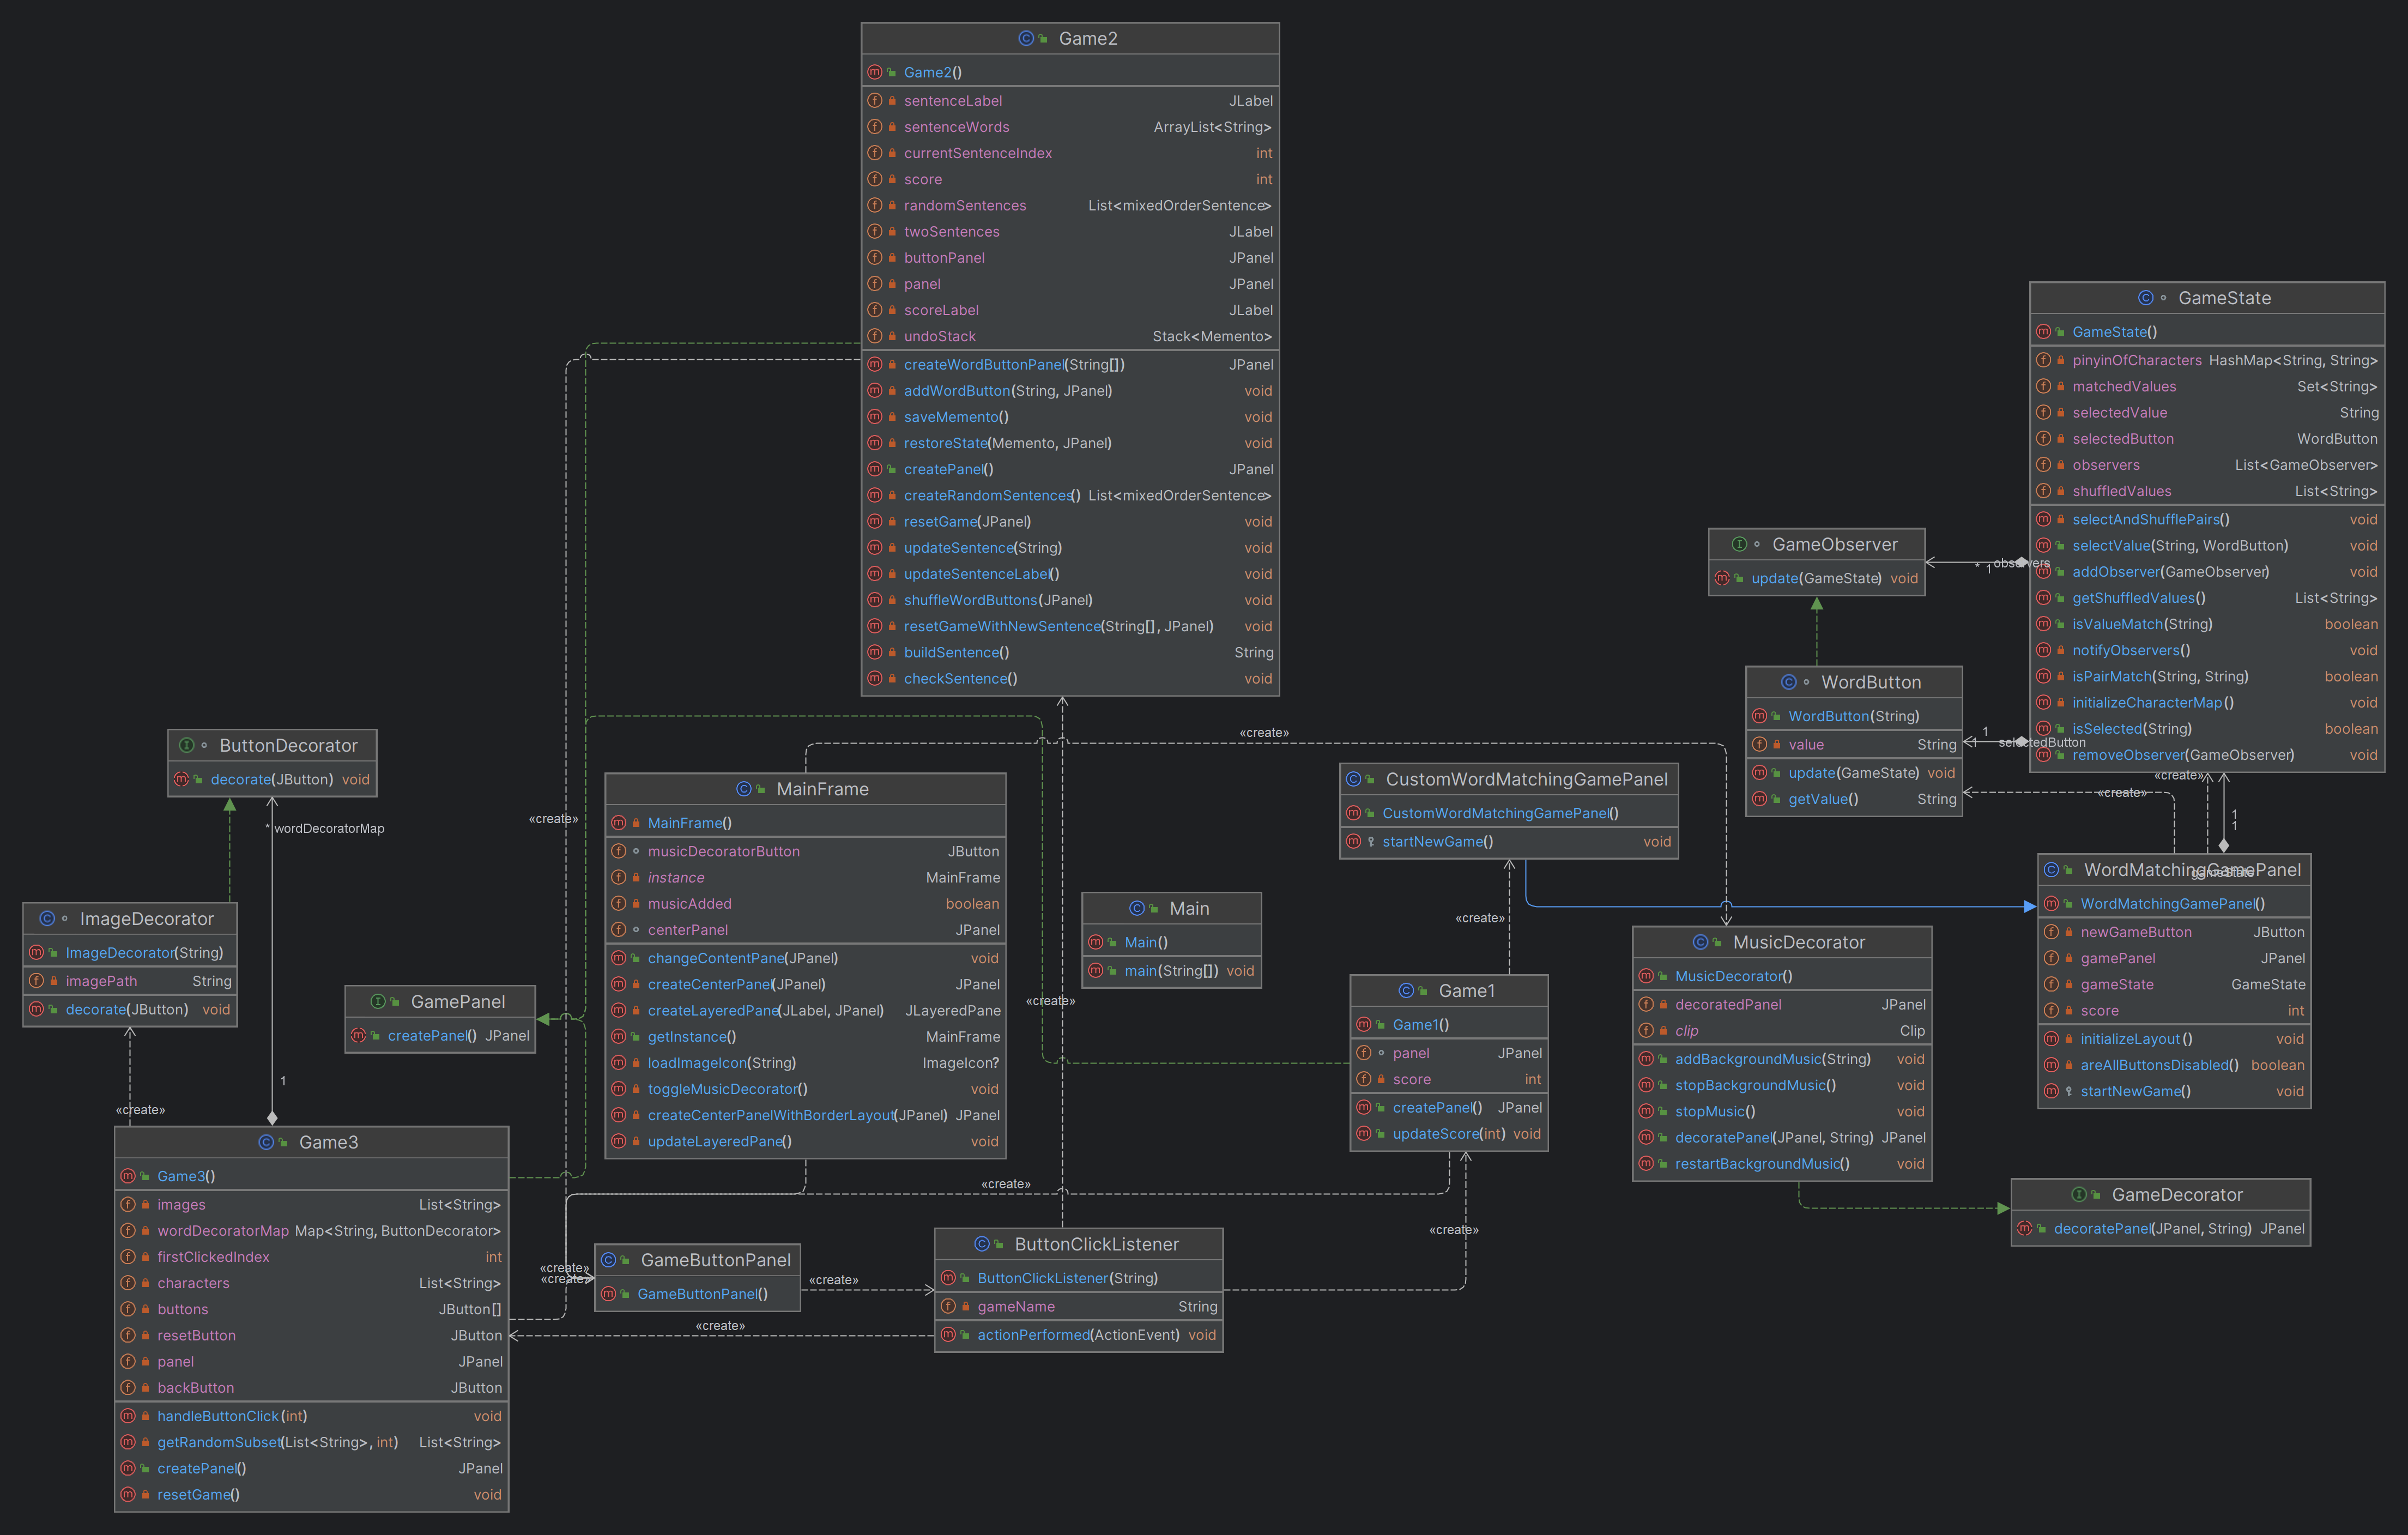 Game2
Game2()
sentenceLabel JLabel
sentenceWords ArrayList<String>
currentSentenceIndex int
score int
randomSentences List<mixedOrderSentence>
twoSentences JLabel
buttonPanel JPanel
panel JPanel
scoreLabel JLabel
undoStack Stack<Memento>
createWordButtonPanel(String[]) JPanel
addWordButton(String, JPanel) void
saveMemento() void
restoreState(Memento, JPanel) void
createPanel() JPanel
createRandomSentences() List<mixedOrderSentence>
resetGame(JPanel) void
updateSentence(String) void
updateSentenceLabel() void
shuffleWordButtons(JPanel) void
resetGameWithNewSentence(String[], JPanel) void
buildSentence() String
checkSentence() void
GameState
GameState()
pinyinOfCharacters HashMap<String, String>
matchedValues Set<String>
selectedValue String
selectedButton WordButton
observers List<GameObserver>
shuffledValues List<String>
selectAndShufflePairs() void
selectValue(String, WordButton) void
addObserver(GameObserver) void
getShuffledValues() List<String>
isValueMatch(String) boolean
notifyObservers() void
isPairMatch(String, String) boolean
initializeCharacterMap() void
isSelected(String) boolean
removeObserver(GameObserver) void
GameObserver
update(GameState) void
* 1 observers
WordButton
WordButton(String)
value String
update(GameState) void
getValue() String
1
1 selectedButton
«create»
«create»
1
1
ButtonDecorator
decorate(JButton) void
* wordDecoratorMap
1
«create»
«create»
MainFrame
MainFrame()
musicDecoratorButton JButton
instance MainFrame
musicAdded boolean
centerPanel JPanel
changeContentPane(JPanel) void
createCenterPanel(JPanel) JPanel
createLayeredPane(JLabel, JPanel) JLayeredPane
getInstance() MainFrame
loadImageIcon(String) ImageIcon?
toggleMusicDecorator() void
createCenterPanelWithBorderLayout(JPanel) JPanel
updateLayeredPane() void
CustomWordMatchingGamePanel
CustomWordMatchingGamePanel()
startNewGame() void
«create»
WordMatchingGamePanel
gameState
WordMatchingGamePanel()
newGameButton JButton
gamePanel JPanel
gameState GameState
score int
initializeLayout() void
areAllButtonsDisabled() boolean
startNewGame() void
Main
Main()
main(String[]) void
«create»
ImageDecorator
ImageDecorator(String)
imagePath String
decorate(JButton) void
«create»
GamePanel
createPanel() JPanel
MusicDecorator
MusicDecorator()
decoratedPanel JPanel
clip Clip
addBackgroundMusic(String) void
stopBackgroundMusic() void
stopMusic() void
decoratePanel(JPanel, String) JPanel
restartBackgroundMusic() void
Game1
Game1()
panel JPanel
score int
createPanel() JPanel
updateScore(int) void
«create»
«create»
GameDecorator
decoratePanel(JPanel, String) JPanel
Game3
Game3()
images List<String>
wordDecoratorMap Map<String, ButtonDecorator>
firstClickedIndex int
characters List<String>
buttons JButton[]
resetButton JButton
panel JPanel
backButton JButton
handleButtonClick(int) void
getRandomSubset(List<String>, int) List<String>
createPanel() JPanel
resetGame() void
«create»
«create»
GameButtonPanel
GameButtonPanel()
«create»
«create»
ButtonClickListener
ButtonClickListener(String)
gameName String
actionPerformed(ActionEvent) void